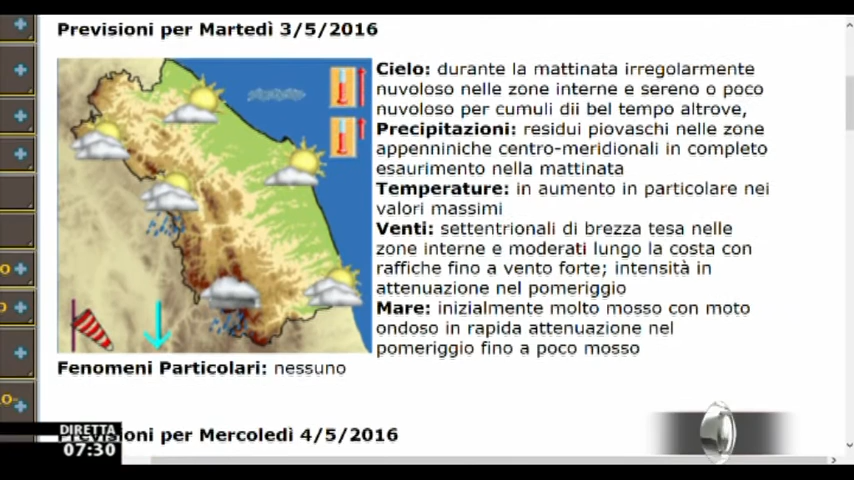 Previsioni per Martedì 3/5/2016
Cielo: durante la mattinata irregolarmente
nuvoloso nelle zone interne e sereno o poco
nuvoloso per cumuli dii bel tempo altrove,
Precipitazioni: residui piovaschi nelle zone
appenniniche centro-meridionali in completo
esaurimento nella mattinata
Temperature: in aumento in particolare nei
valori massimi
Venti: settentrionali di brezza tesa nelle
zone interne e moderati lungo la costa con
raffiche fino a vento forte; intensità in
attenuazione nel pomeriggio
Mare: inizialmente molto mosso con moto
ondoso in rapida attenuazione nel
pomeriggio fino a poco mosso
Fenomeni Particolari: nessuno
Previsioni per Mercoledì 4/5/2016
DIRETTA
07:30